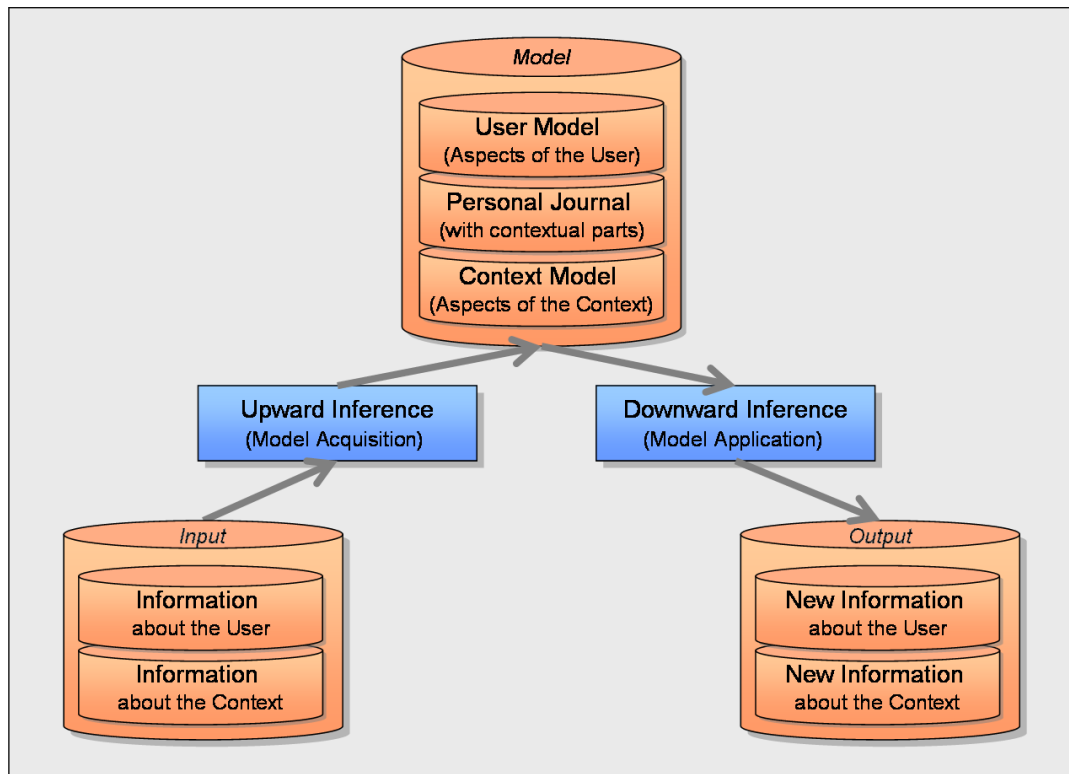 Model
User Model
(Aspects of the User)
Personal Journal
(with contextual parts)
Context Model
(Aspects of the Context)
Upward Inference
(Model Acquisition)
Downward Inference
(Model Application)
Input
Information
about the User
Information
about the Context
Output
New Information
about the User
New Information
about the Context